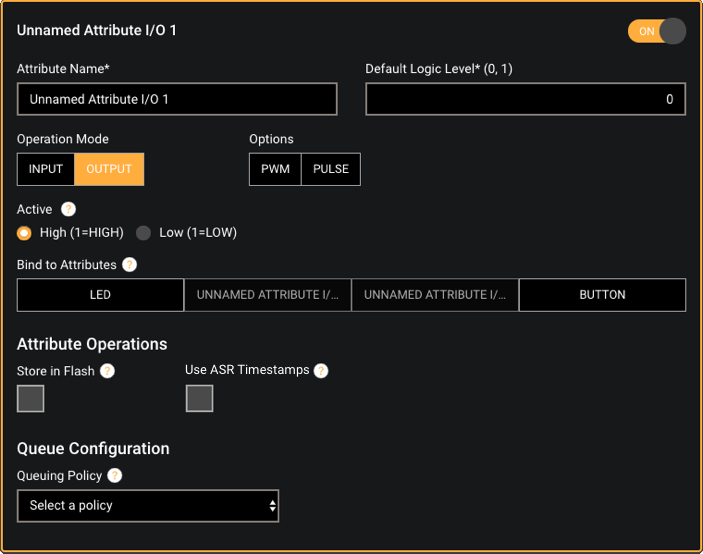 Unnamed Attribute I/O 1
ON
Attribute Name* Default Logic Level* (0, 1)
Unnamed Attribute I/O 1 0
Operation Mode Options
INPUT OUTPUT PWM PULSE
Active ?
High (1=HIGH) Low (1=LOW)
Bind to Attributes ?
LED UNNAMED ATTRIBUTE I/... UNNAMED ATTRIBUTE I/... BUTTON
Attribute Operations
Store in Flash ? Use ASR Timestamps ?
Queue Configuration
Queuing Policy ?
Select a policy